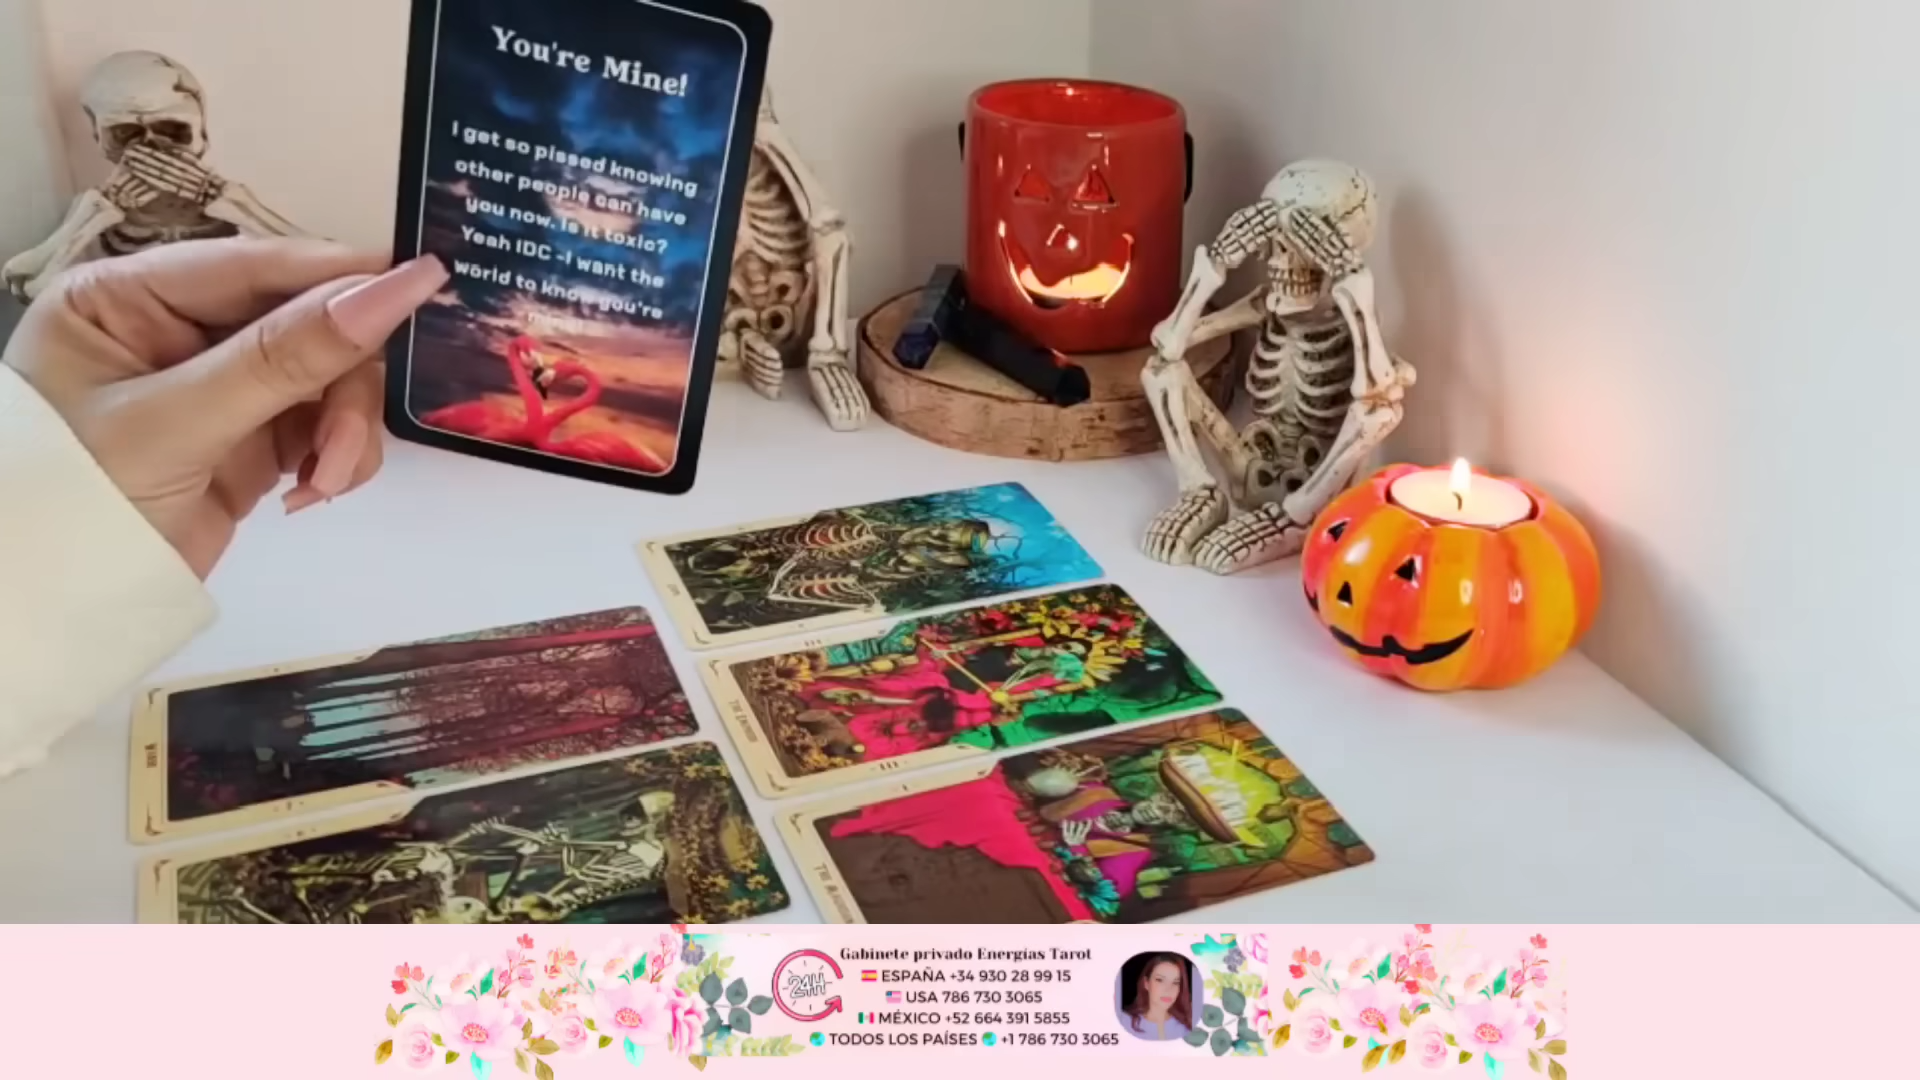 You're Mine!
I get so pissed knowing
other people can have
you now. Is it toxic?
Yeah IDC -I want the
world to know you're
mine!
III
24H
Gabinete privado Energías Tarot
ESPAÑA +34 930 28 99 15
USA 786 730 3065
MÉXICO +52 664 391 5855
TODOS LOS PAÍSES +1 786 730 3065